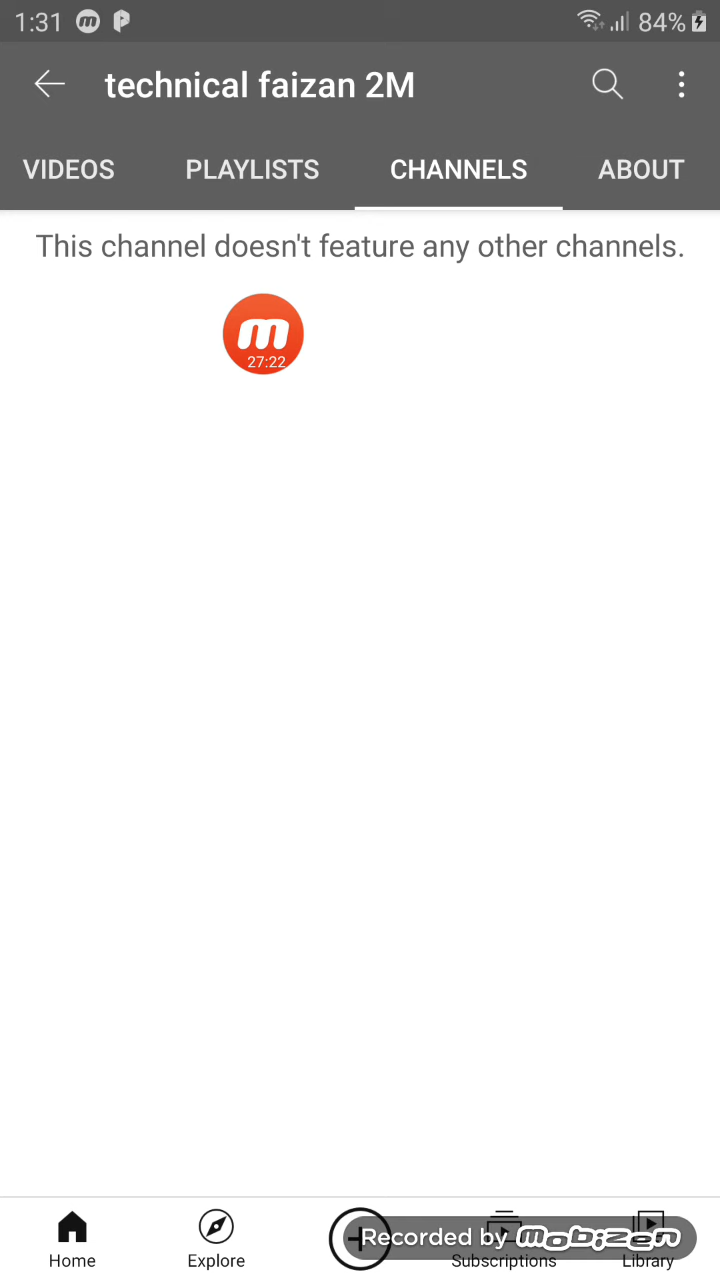 1:31 84%
technical faizan 2M
VIDEOS PLAYLISTS CHANNELS ABOUT
This channel doesn't feature any other channels.
m
27:22
Recorded by mobizen
Home Explore Subscriptions Library